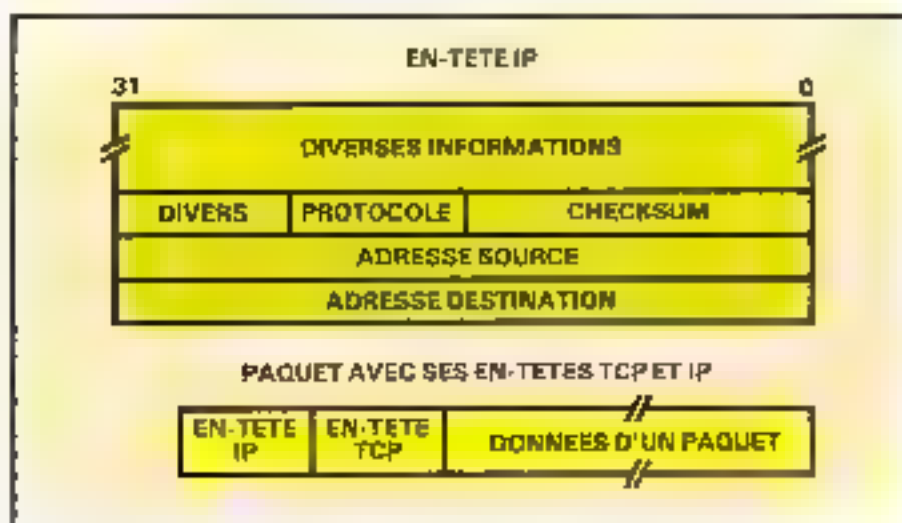 EN-TETE IP
31 0
DIVERSES INFORMATIONS
DIVERS PROTOCOLE CHECKSUM
ADRESSE SOURCE
ADRESSE DESTINATION
PAQUET AVEC SES EN-TETES TCP ET IP
EN-TETE IP EN-TETE TCP DONNEES D'UN PAQUET